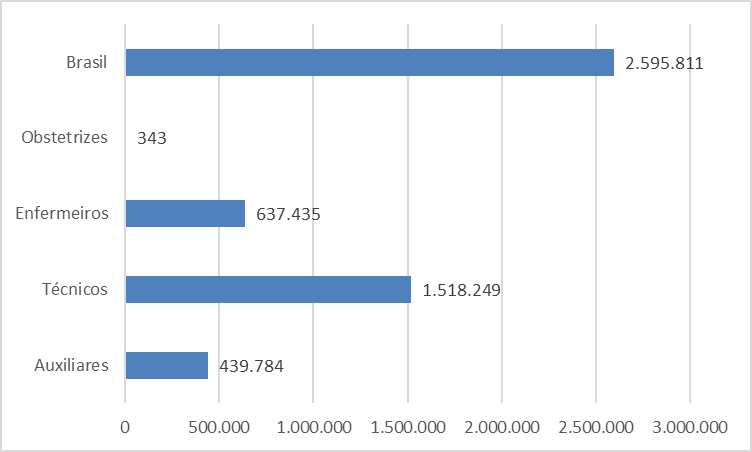 Brasil 2.595.811
Obstetrizes 343
Enfermeiros 637.435
Técnicos 1.518.249
Auxiliares 439.784
0 500.000 1.000.000 1.500.000 2.000.000 2.500.000 3.000.000